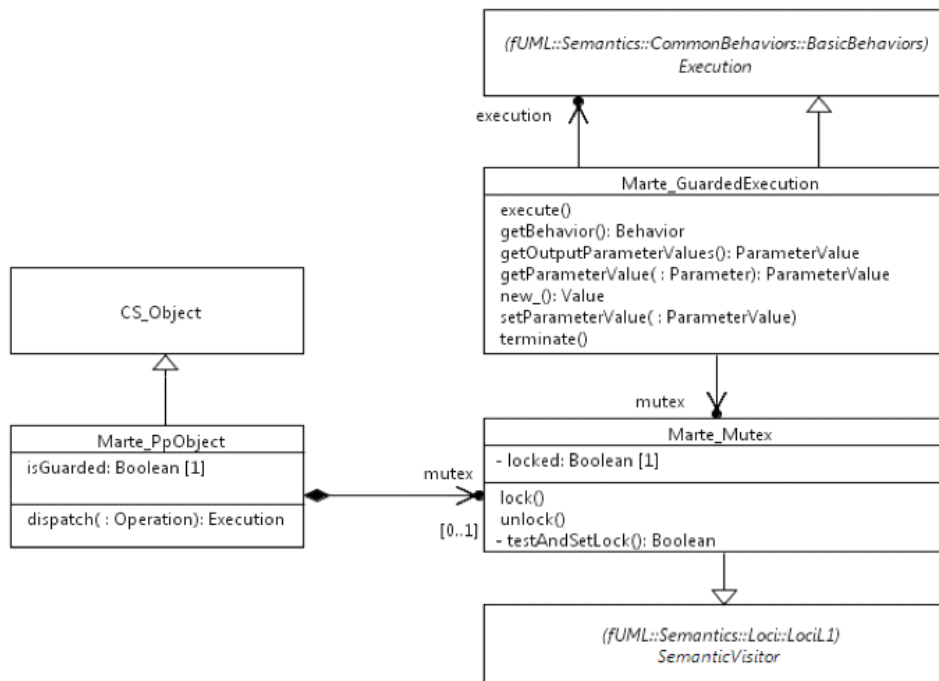 (fUML::Semantics::CommonBehaviors::BasicBehaviors)
Execution
execution
Marte_GuardedExecution
execute()
getBehavior(): Behavior
getOutputParameterValues(): ParameterValue
getParameterValue( : Parameter): ParameterValue
new_(): Value
setParameterValue( : ParameterValue)
terminate()
CS_Object
mutex
Marte_PpObject
isGuarded: Boolean [1]
dispatch( : Operation): Execution
mutex
[0..1]
Marte_Mutex
- locked: Boolean [1]
lock()
unlock()
- testAndSetLock(): Boolean
(fUML::Semantics::Loci::LociL1)
SemanticVisitor